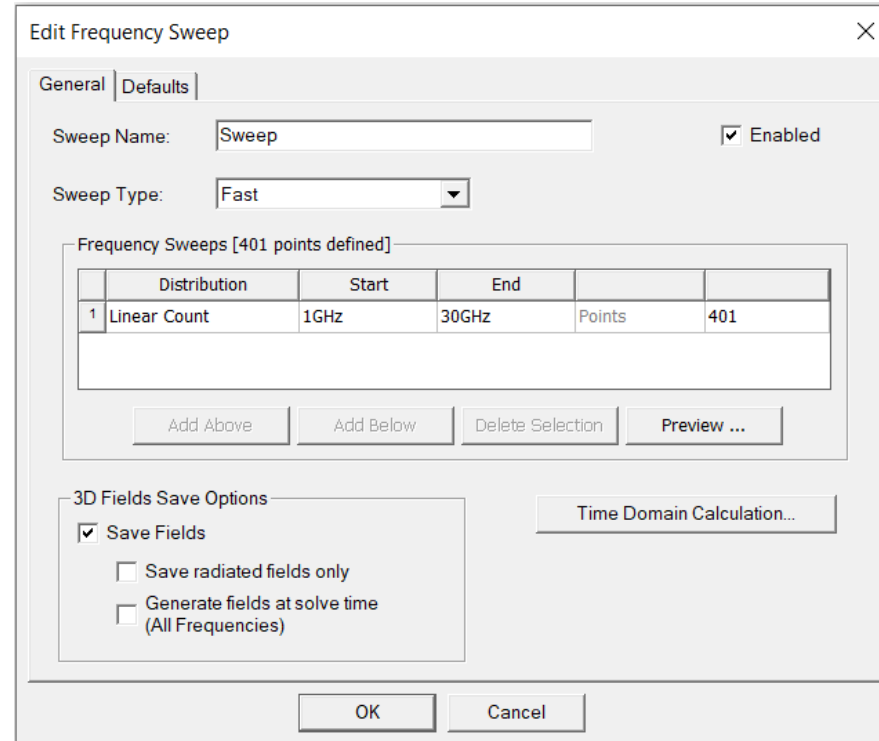 Edit Frequency Sweep
General
Defaults
Sweep Name:
Sweep
Enabled
Sweep Type:
Fast
Frequency Sweeps [401 points defined]
Distribution Start End
1 Linear Count 1GHz 30GHz Points 401
Add Above
Add Below
Delete Selection
Preview ...
3D Fields Save Options
Save Fields
Time Domain Calculation...
Save radiated fields only
Generate fields at solve time
(All Frequencies)
OK
Cancel